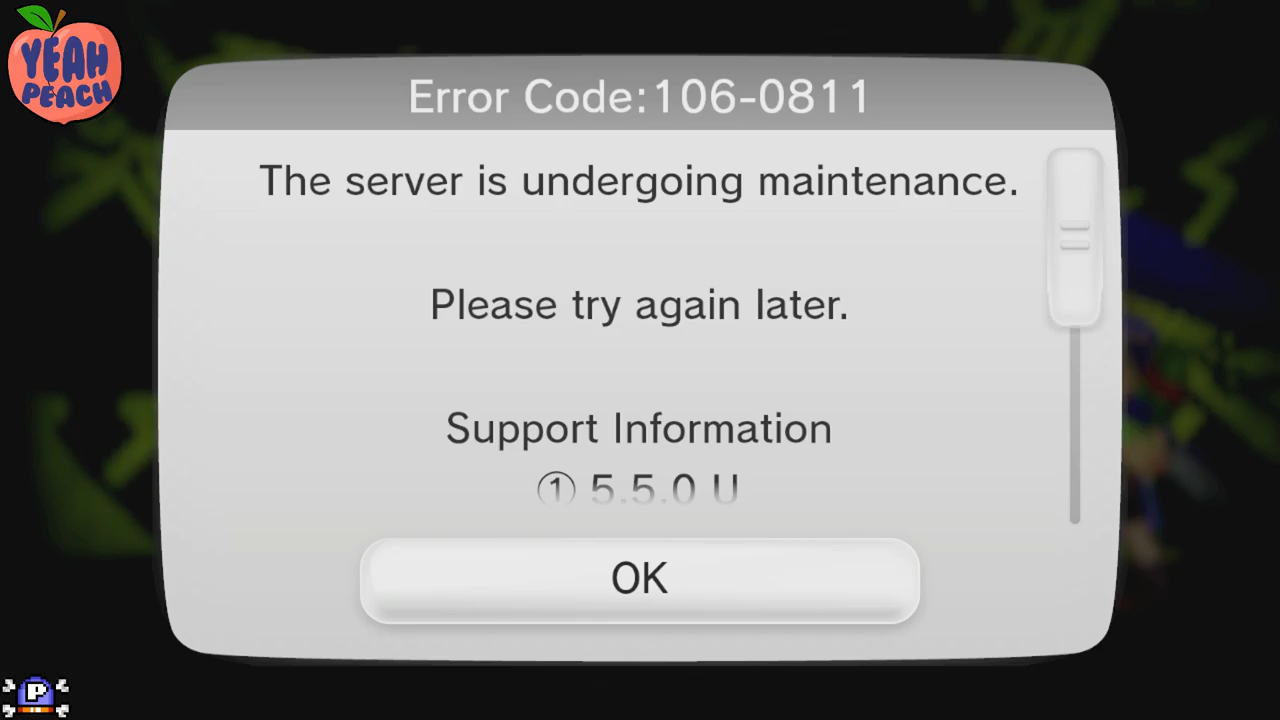 YEAH
PEACH
Error Code:106-0811
The server is undergoing maintenance.
Please try again later.
Support Information
① 5.5.0 U
OK
P